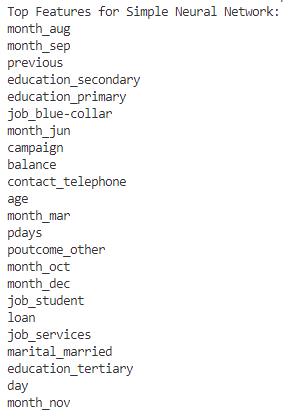 Top Features for Simple Neural Network:
month_aug
month_sep
previous
education_secondary
education_primary
job_blue-collar
month_jun
campaign
balance
contact_telephone
age
month_mar
pdays
poutcome_other
month_oct
month_dec
job_student
loan
job_services
marital_married
education_tertiary
day
month_nov